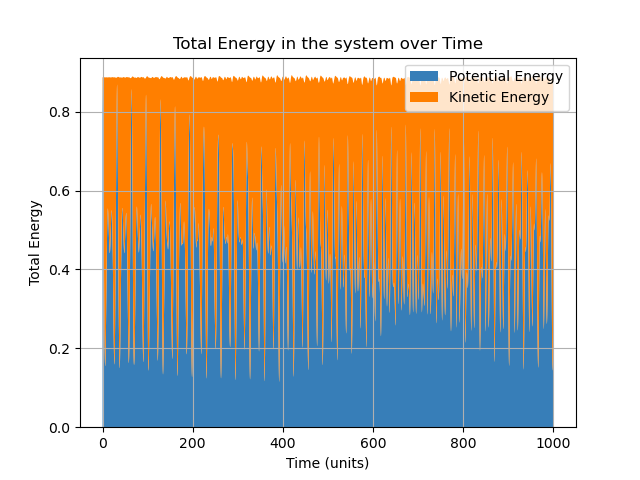 Total Energy in the system over Time
Potential Energy
Kinetic Energy
Total Energy
0.8
0.6
0.4
0.2
0.0
0 200 400 600 800 1000
Time (units)